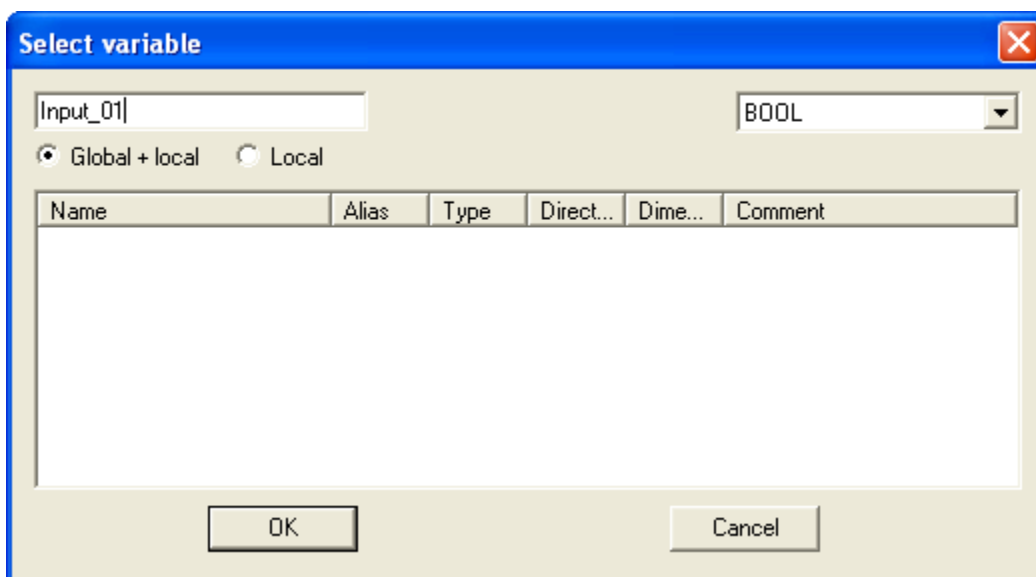 Select variable
Input_01 BOOL
Global + local Local
Name Alias Type Direct... Dime... Comment
OK Cancel